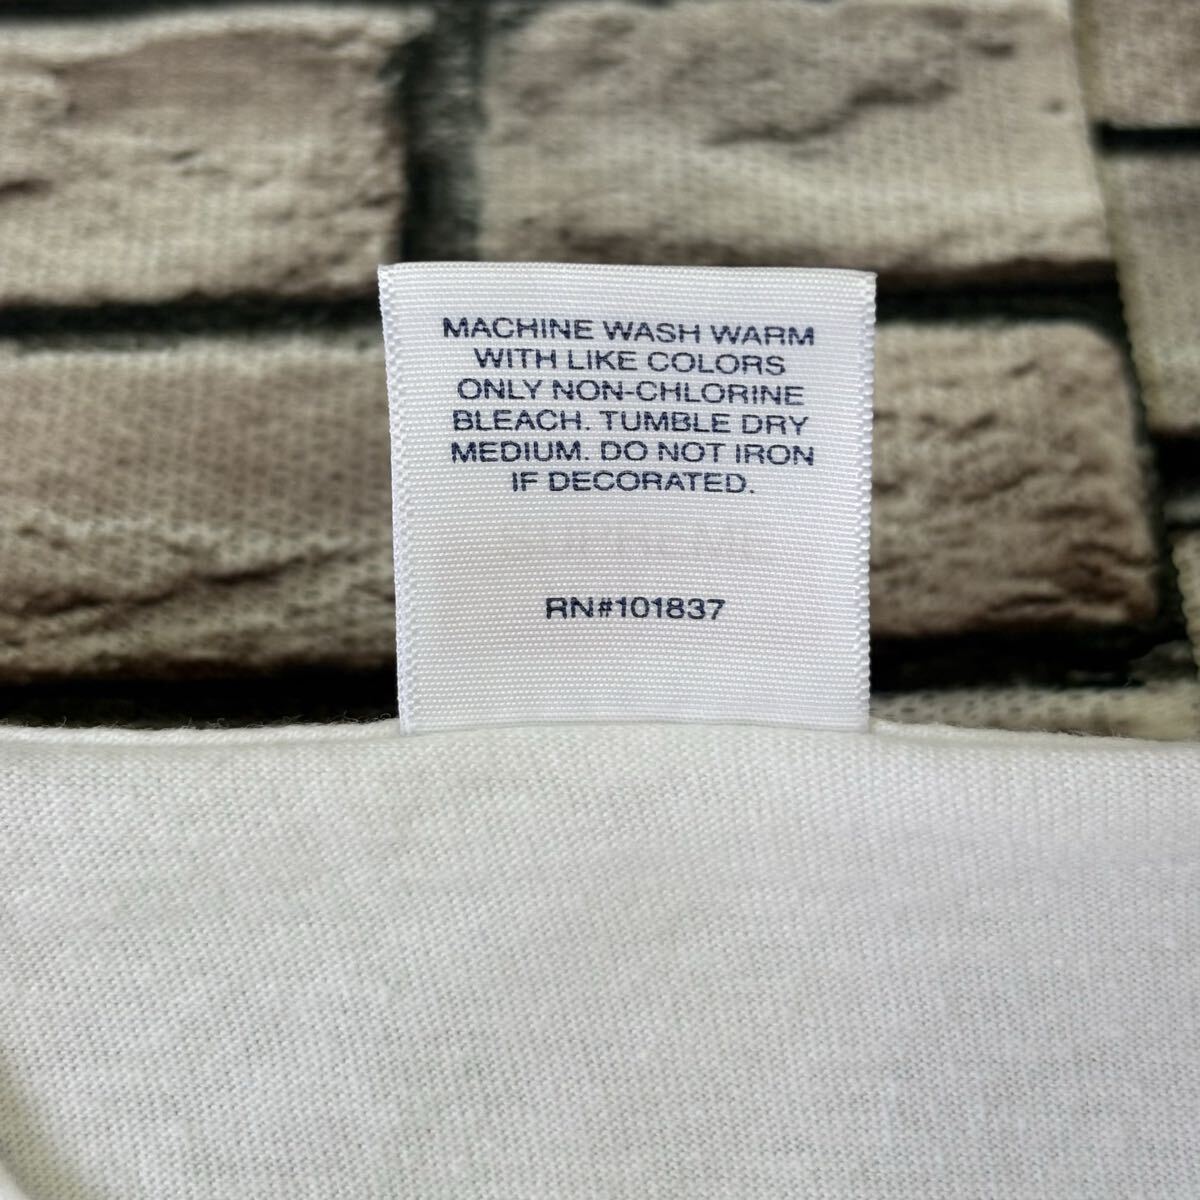 MACHINE WASH WARM
WITH LIKE COLORS
ONLY NON-CHLORINE
BLEACH. TUMBLE DRY
MEDIUM. DO NOT IRON
IF DECORATED.
RN#101837